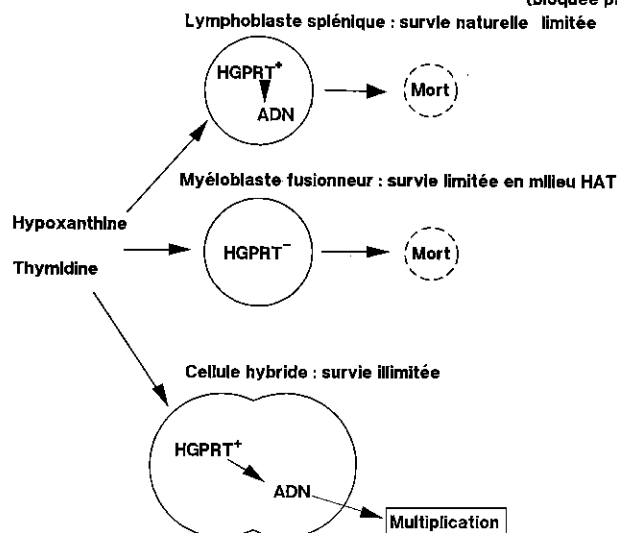 Lymphoblaste splénique : survie naturelle limitée
HGPRT+
ADN
Mort
Myéloblaste fusionneur : survie limitée en milieu HAT
Hypoxanthine
Thymidine
HGPRT-
Mort
Cellule hybride : survie illimitée
HGPRT+
ADN
Multiplication